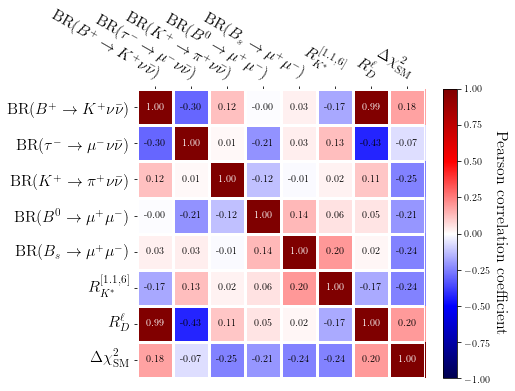 BR(B⁺ → K⁺νν̄)
BR(τ⁻ → μ⁻νν̄)
BR(K⁺ → π⁺νν̄)
BR(B⁰ → μ⁺μ⁻)
BR(Bₛ → μ⁺μ⁻)
R_{K*}^{[1.1,6]}
R_D^ℓ
Δχ²_SM
BR(B⁺ → K⁺νν̄) 1.00 -0.30 0.12 -0.00 0.03 -0.17 0.99 0.18
BR(τ⁻ → μ⁻νν̄) -0.30 1.00 0.01 -0.21 0.03 0.13 -0.43 -0.07
BR(K⁺ → π⁺νν̄) 0.12 0.01 1.00 -0.12 -0.01 0.02 0.11 -0.25
BR(B⁰ → μ⁺μ⁻) -0.00 -0.21 -0.12 1.00 0.14 0.06 0.05 -0.21
BR(Bₛ → μ⁺μ⁻) 0.03 0.03 -0.01 0.14 1.00 0.20 0.02 -0.24
R_{K*}^{[1.1,6]} -0.17 0.13 0.02 0.06 0.20 1.00 -0.17 -0.24
R_D^ℓ 0.99 -0.43 0.11 0.05 0.02 -0.17 1.00 0.20
Δχ²_SM 0.18 -0.07 -0.25 -0.21 -0.24 -0.24 0.20 1.00
1.00
0.75
0.50
0.25
0.00
−0.25
−0.50
−0.75
−1.00
Pearson correlation coefficient